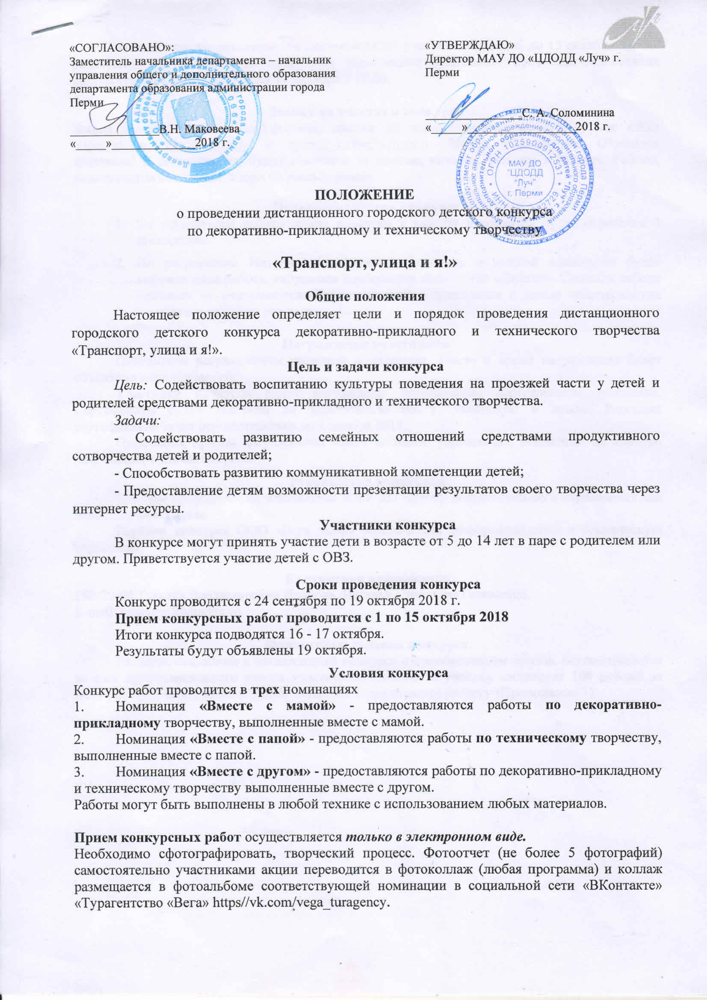 «СОГЛАСОВАНО»:
Заместитель начальника департамента – начальник
управления общего и дополнительного образования
департамента образования администрации города
Перми
В.Н. Маковеева
«_____»______________2018 г.
«УТВЕРЖДАЮ»
Директор МАУ ДО «ЦДОДД «Луч» г.
Перми
С. А. Соломинина
«_____»__________________2018 г.
МАУ ДО
"ЦДОДД
"Луч"
г. Перми
ОГРН 1025900912531
ПОЛОЖЕНИЕ
о проведении дистанционного городского детского конкурса
по декоративно-прикладному и техническому творчеству
«Транспорт, улица и я!»
Общие положения
Настоящее положение определяет цели и порядок проведения дистанционного
городского детского конкурса декоративно-прикладного и технического творчества
«Транспорт, улица и я!».
Цель и задачи конкурса
Цель: Содействовать воспитанию культуры поведения на проезжей части у детей и
родителей средствами декоративно-прикладного и технического творчества.
Задачи:
- Содействовать развитию семейных отношений средствами продуктивного
сотворчества детей и родителей;
- Способствовать развитию коммуникативной компетенции детей;
- Предоставление детям возможности презентации результатов своего творчества через
интернет ресурсы.
Участники конкурса
В конкурсе могут принять участие дети в возрасте от 5 до 14 лет в паре с родителем или
другом. Приветствуется участие детей с ОВЗ.
Сроки проведения конкурса
Конкурс проводится с 24 сентября по 19 октября 2018 г.
Прием конкурсных работ проводится с 1 по 15 октября 2018
Итоги конкурса подводятся 16 - 17 октября.
Результаты будут объявлены 19 октября.
Условия конкурса
Конкурс работ проводится в трех номинациях
1. Номинация «Вместе с мамой» - предоставляются работы по декоративно-
прикладному творчеству, выполненные вместе с мамой.
2. Номинация «Вместе с папой» - предоставляются работы по техническому творчеству,
выполненные вместе с папой.
3. Номинация «Вместе с другом» - предоставляются работы по декоративно-прикладному
и техническому творчеству выполненные вместе с другом.
Работы могут быть выполнены в любой технике с использованием любых материалов.
Прием конкурсных работ осуществляется только в электронном виде.
Необходимо сфотографировать, творческий процесс. Фотоотчет (не более 5 фотографий)
самостоятельно участниками акции переводится в фотоколлаж (любая программа) и коллаж
размещается в фотоальбоме соответствующей номинации в социальной сети «ВКонтакте»
«Турагентство «Вега» https//vk.com/vega_turagency.